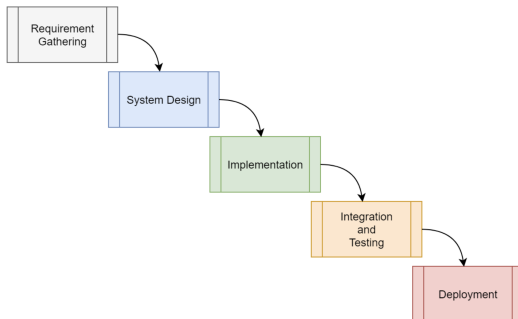 Requirement
Gathering
System Design
Implementation
Integration
and
Testing
Deployment